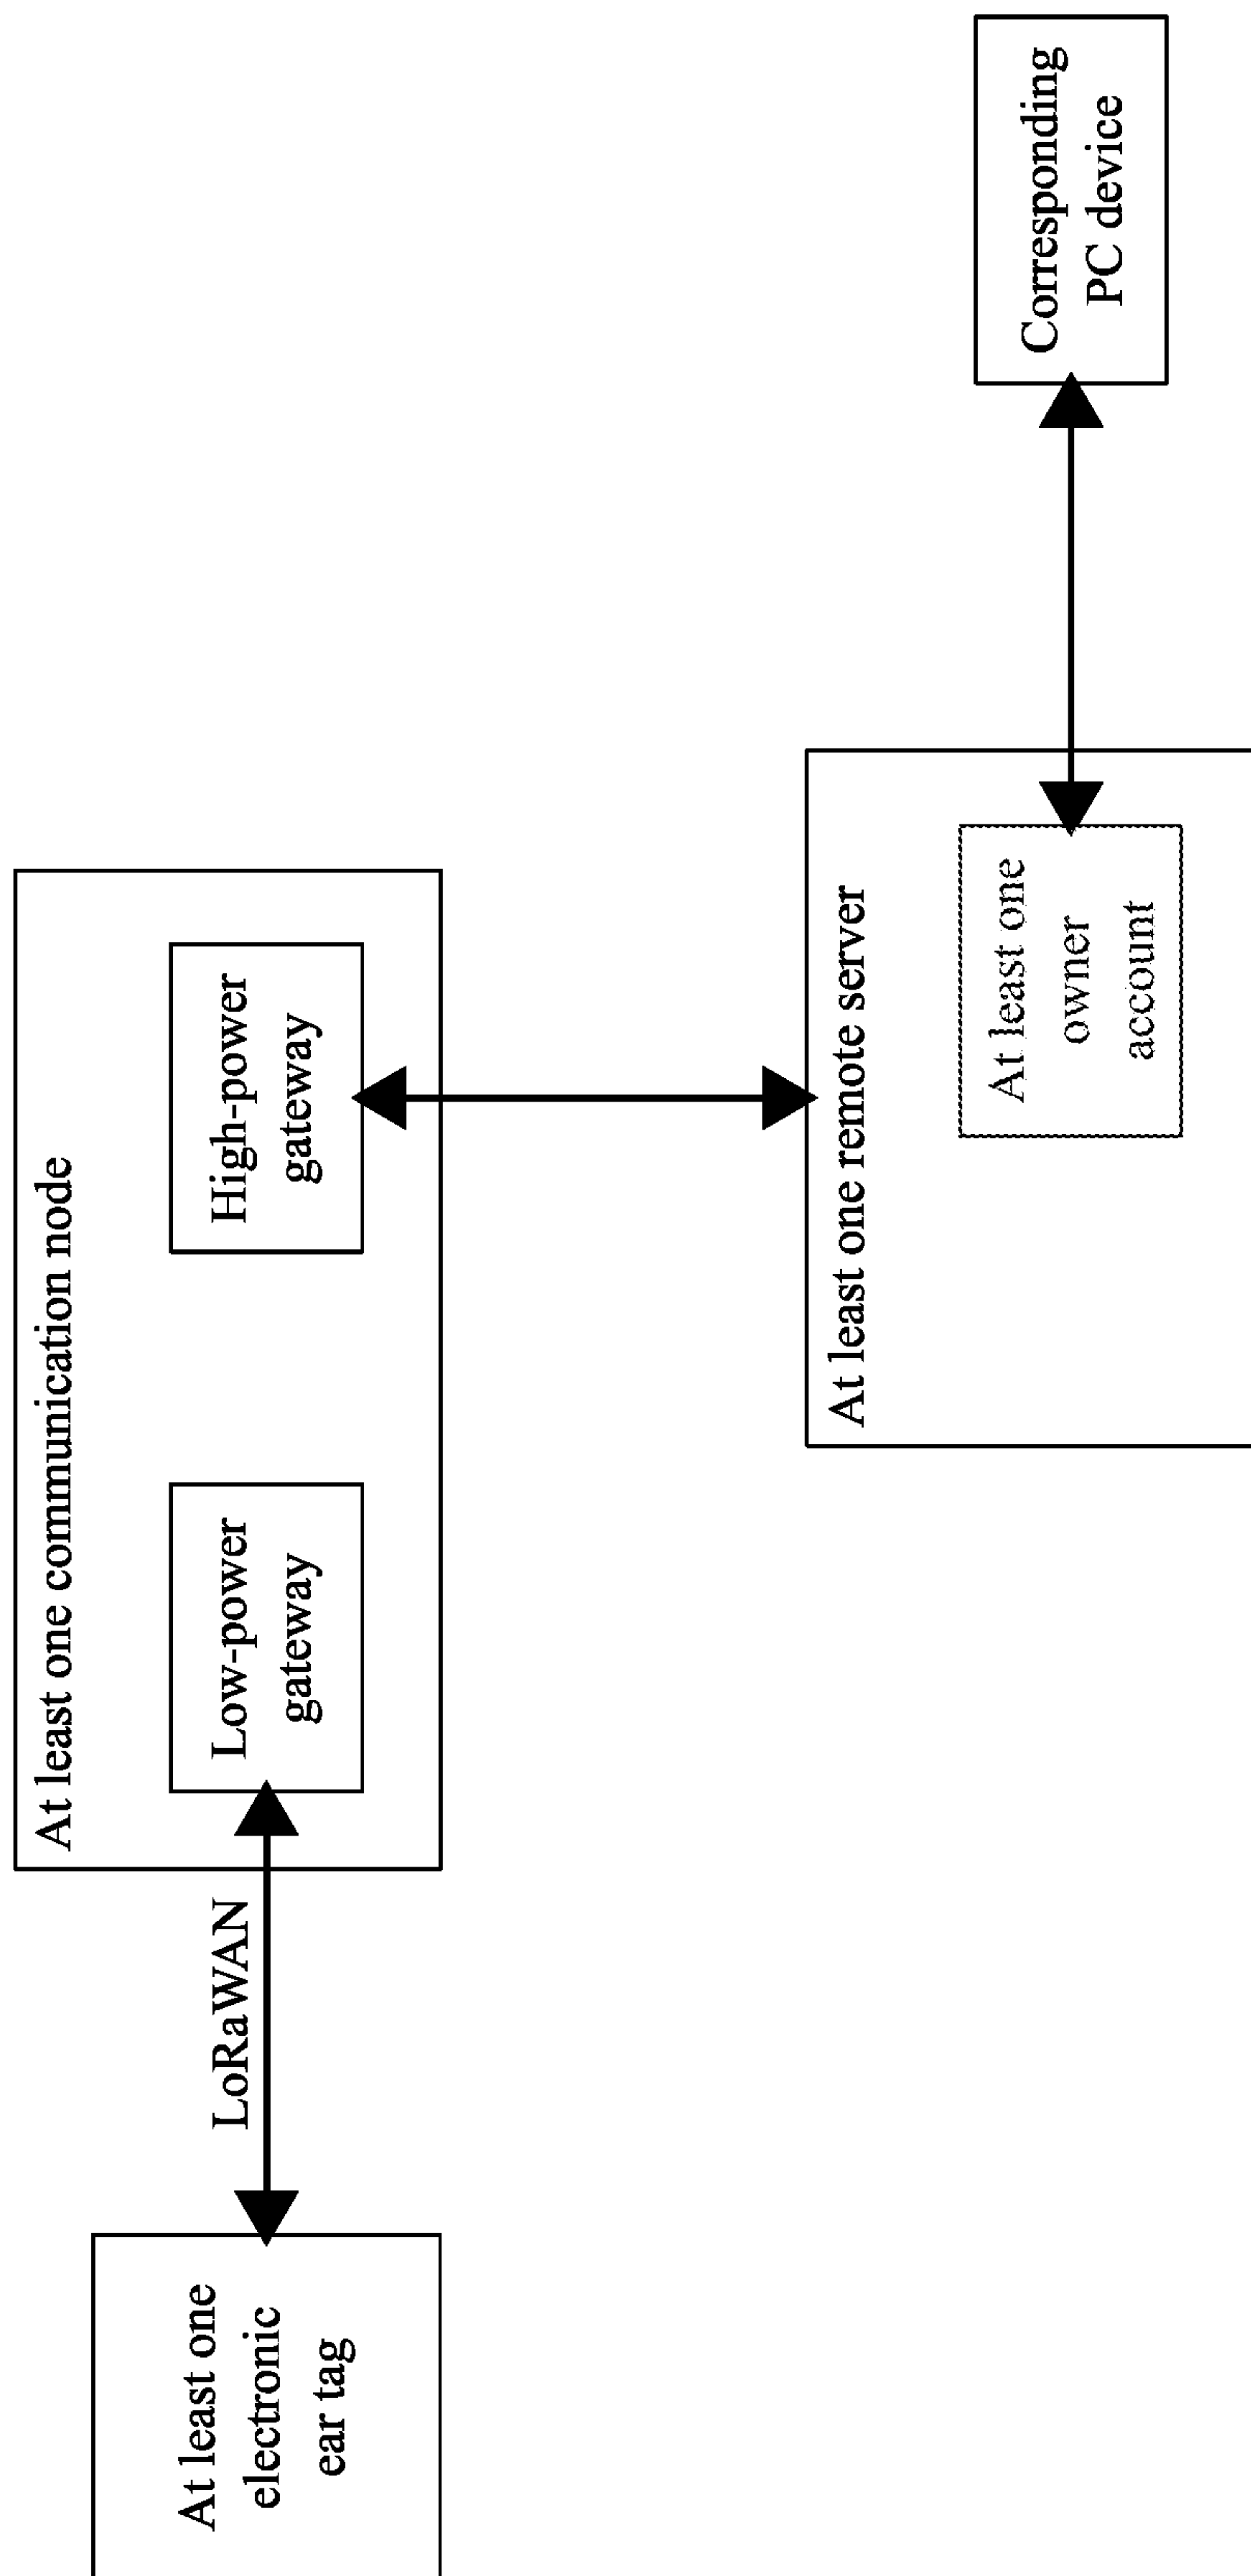 At least one
electronic
ear tag
LoRaWAN
At least one communication node
Low-power
gateway
High-power
gateway
At least one remote server
At least one
owner
account
Corresponding
PC device